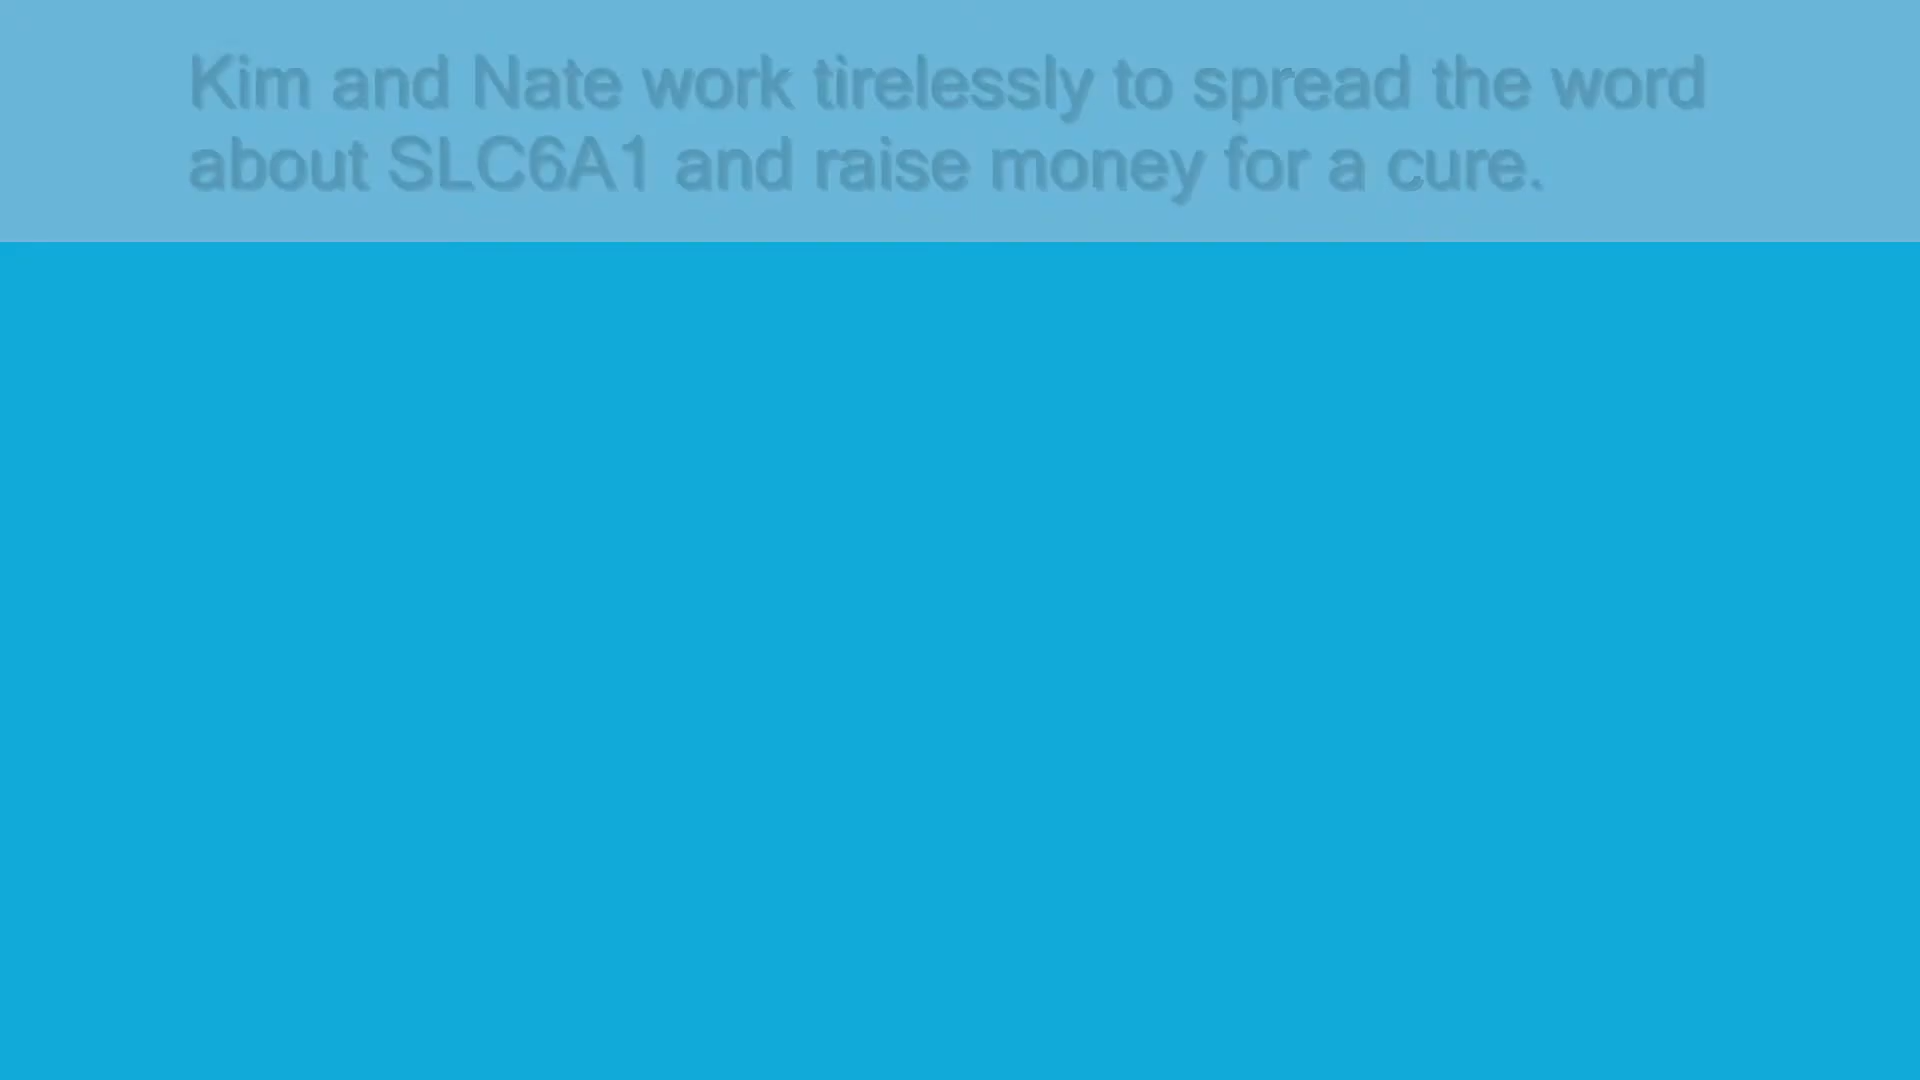 Kim and Nate work tirelessly to spread the word
about SLC6A1 and raise money for a cure.